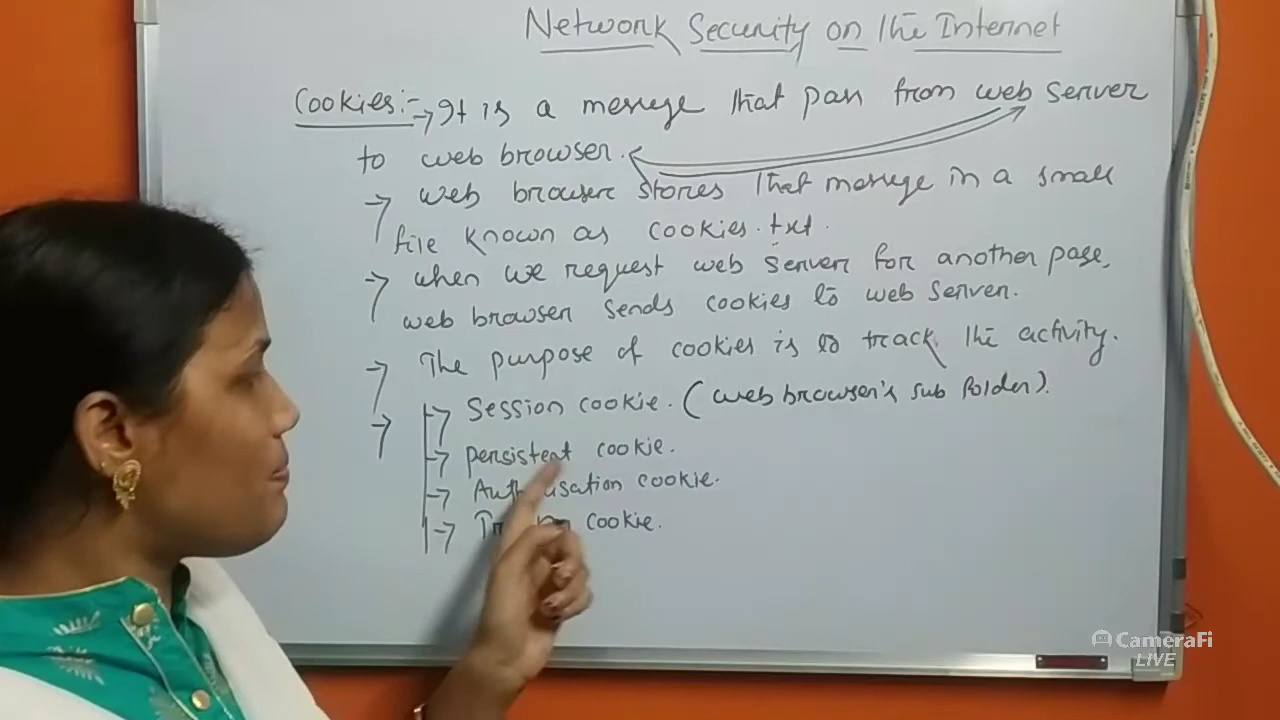 Network Security on the Internet
Cookies:- → It is a message that pass from web server
to web browser.
→ web browser stores that message in a small
file known as cookies.txt.
→ when we request web server for another page,
web browser sends cookies to web server.
→ The purpose of cookies is to track the activity.
→ → Session cookie. (web browser's sub folder).
→ Persistent cookie.
→ cookie.
→ cookie.
CameraFi
LIVE